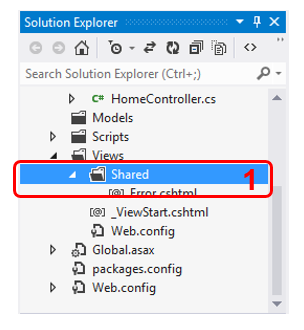 Solution Explorer
Search Solution Explorer (Ctrl+;)
C# HomeController.cs
Models
Scripts
Views
Shared 1
[@] Error.cshtml
[@] _ViewStart.cshtml
Web.config
Global.asax
packages.config
Web.config